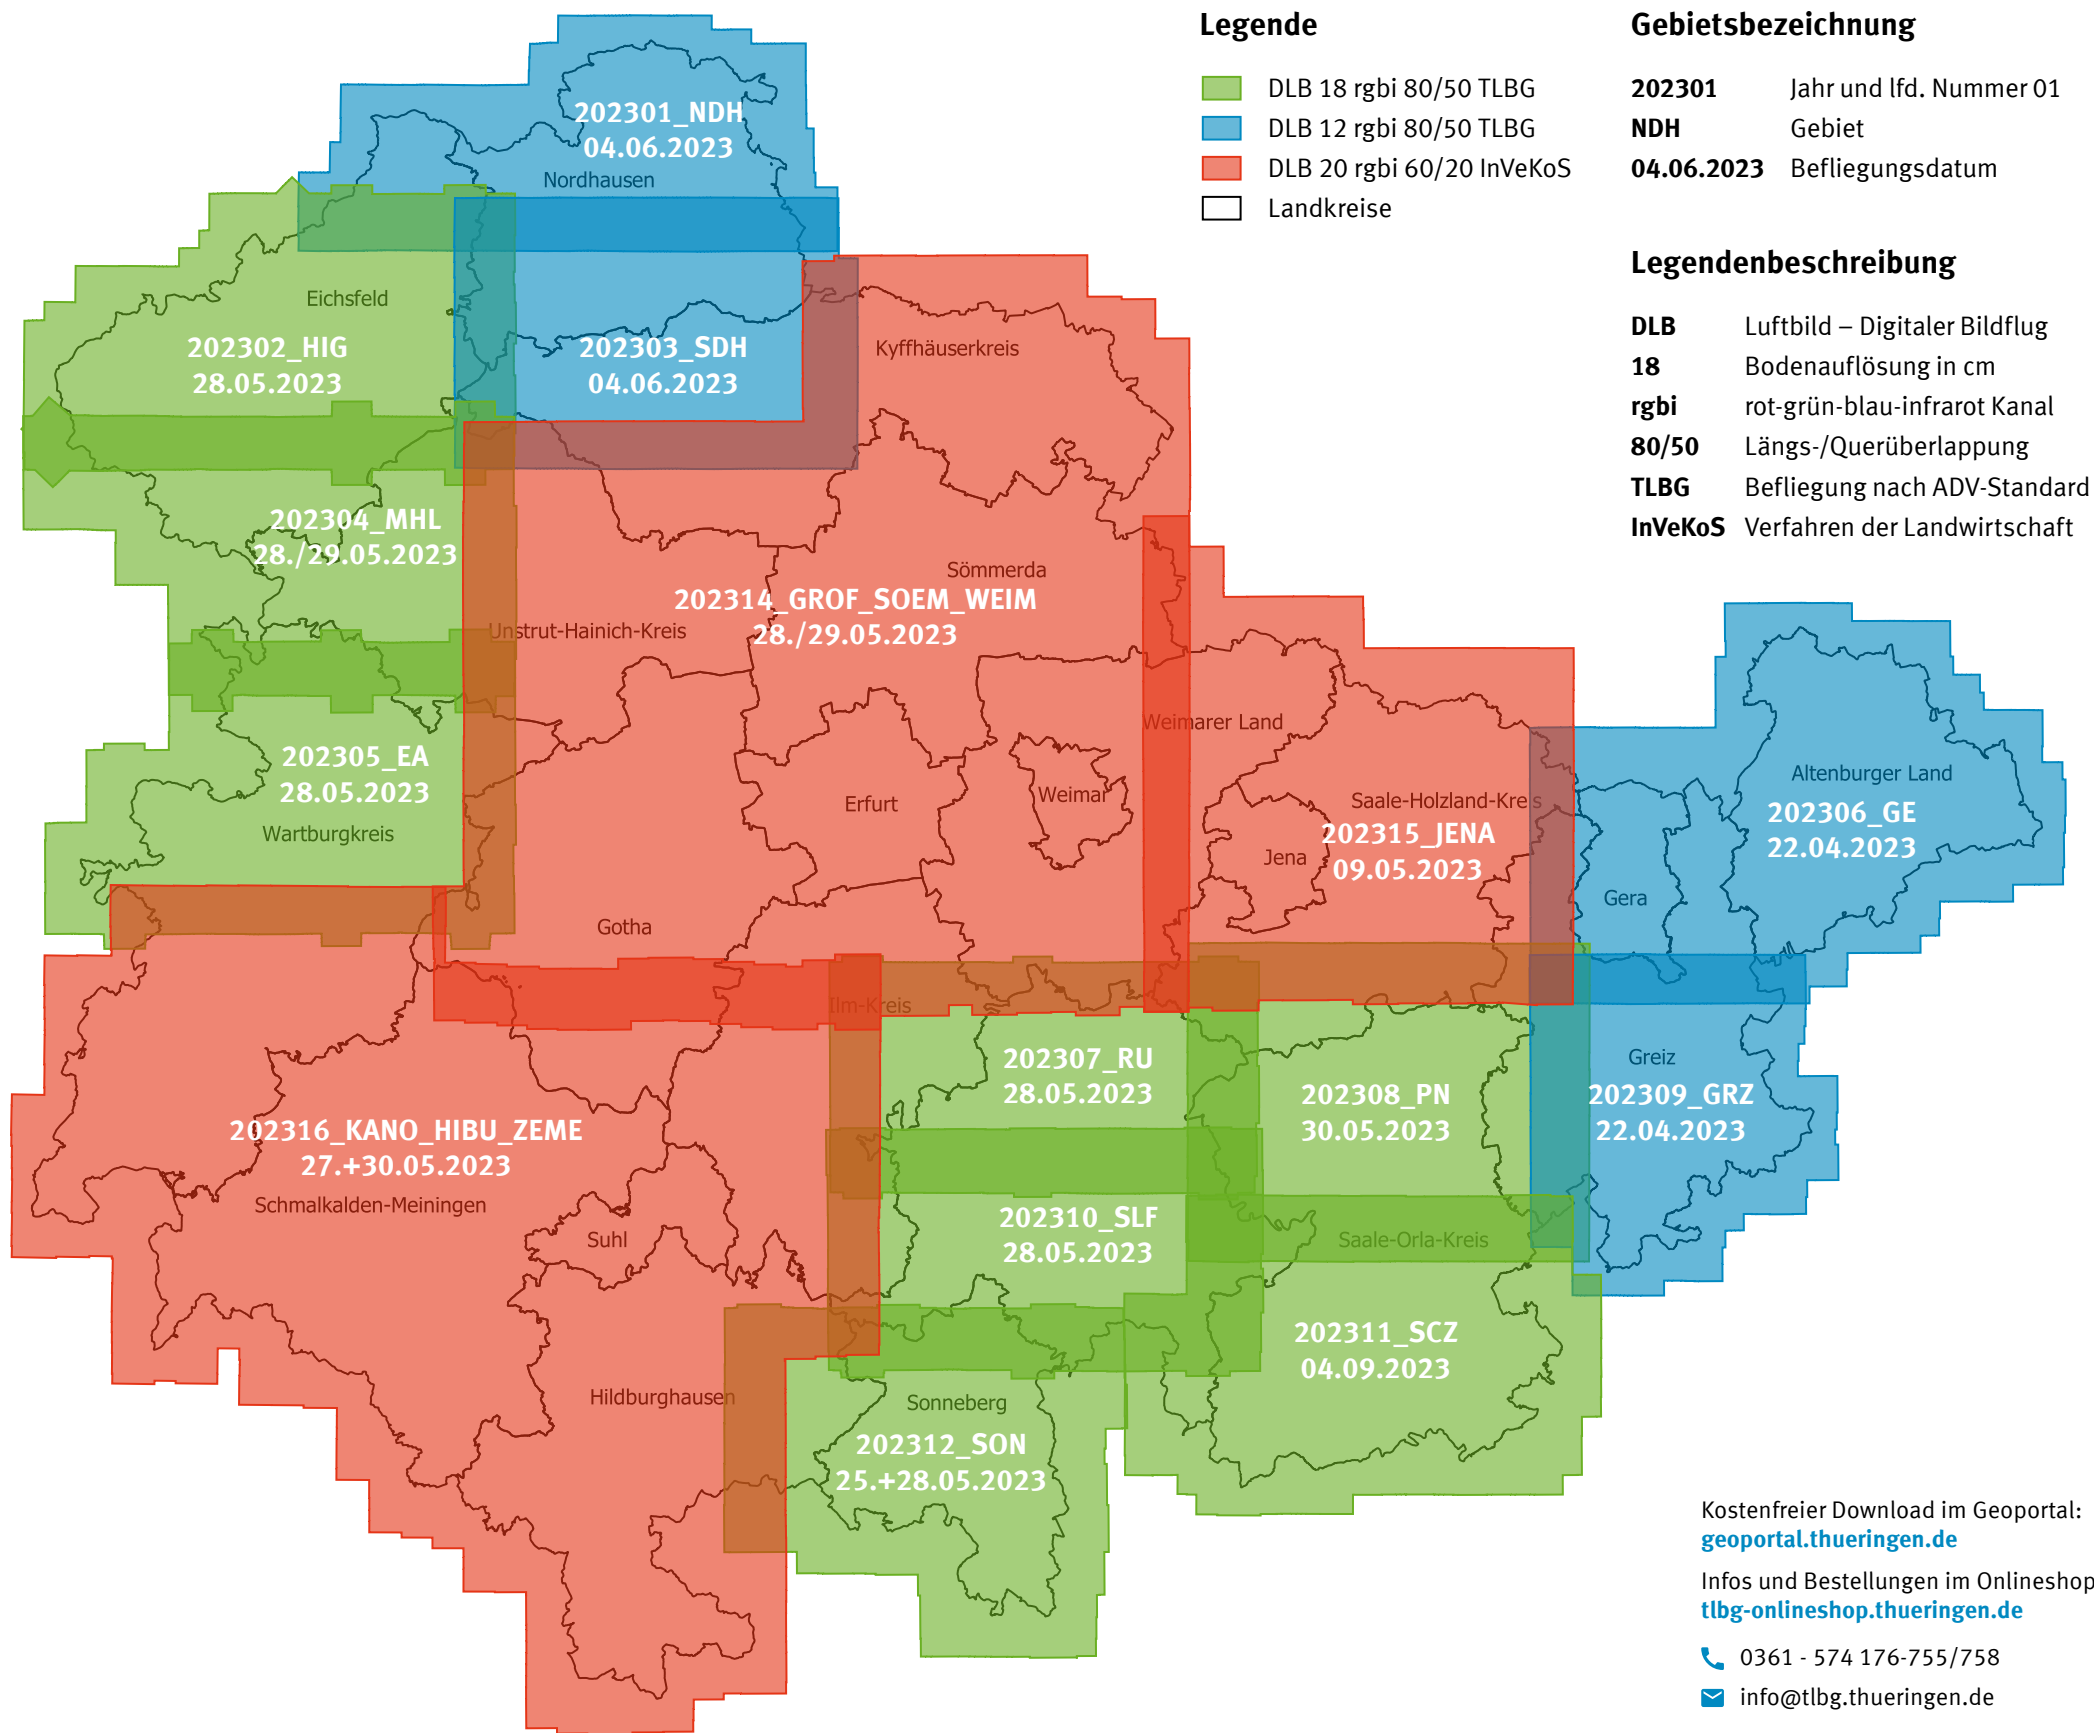 Legende
DLB 18 rgbi 80/50 TLBG
DLB 12 rgbi 80/50 TLBG
DLB 20 rgbi 60/20 InVeKoS
Landkreise
Gebietsbezeichnung
202301 Jahr und lfd. Nummer 01
NDH Gebiet
04.06.2023 Befliegungsdatum
Legendenbeschreibung
DLB Luftbild – Digitaler Bildflug
18 Bodenauflösung in cm
rgbi rot-grün-blau-infrarot Kanal
80/50 Längs-/Querüberlappung
TLBG Befliegung nach ADV-Standard
InVeKoS Verfahren der Landwirtschaft
202301_NDH
04.06.2023
Nordhausen
Eichsfeld
202302_HIG
28.05.2023
202303_SDH
04.06.2023
Kyffhäuserkreis
202304_MHL
28./29.05.2023
Sömmerda
202314_GROF_SOEM_WEIM
28./29.05.2023
Unstrut-Hainich-Kreis
Weimarer Land
202305_EA
28.05.2023
Wartburgkreis
Erfurt
Weimar
Saale-Holzland-Kreis
202315_JENA
09.05.2023
Jena
Altenburger Land
202306_GE
22.04.2023
Gera
Gotha
Ilm-Kreis
202307_RU
28.05.2023
202308_PN
30.05.2023
Greiz
202309_GRZ
22.04.2023
202316_KANO_HIBU_ZEME
27.+30.05.2023
Schmalkalden-Meiningen
Suhl
202310_SLF
28.05.2023
Saale-Orla-Kreis
202311_SCZ
04.09.2023
Hildburghausen
Sonneberg
202312_SON
25.+28.05.2023
Kostenfreier Download im Geoportal:
geoportal.thueringen.de
Infos und Bestellungen im Onlineshop
tlbg-onlineshop.thueringen.de
0361 - 574 176-755/758
info@tlbg.thueringen.de